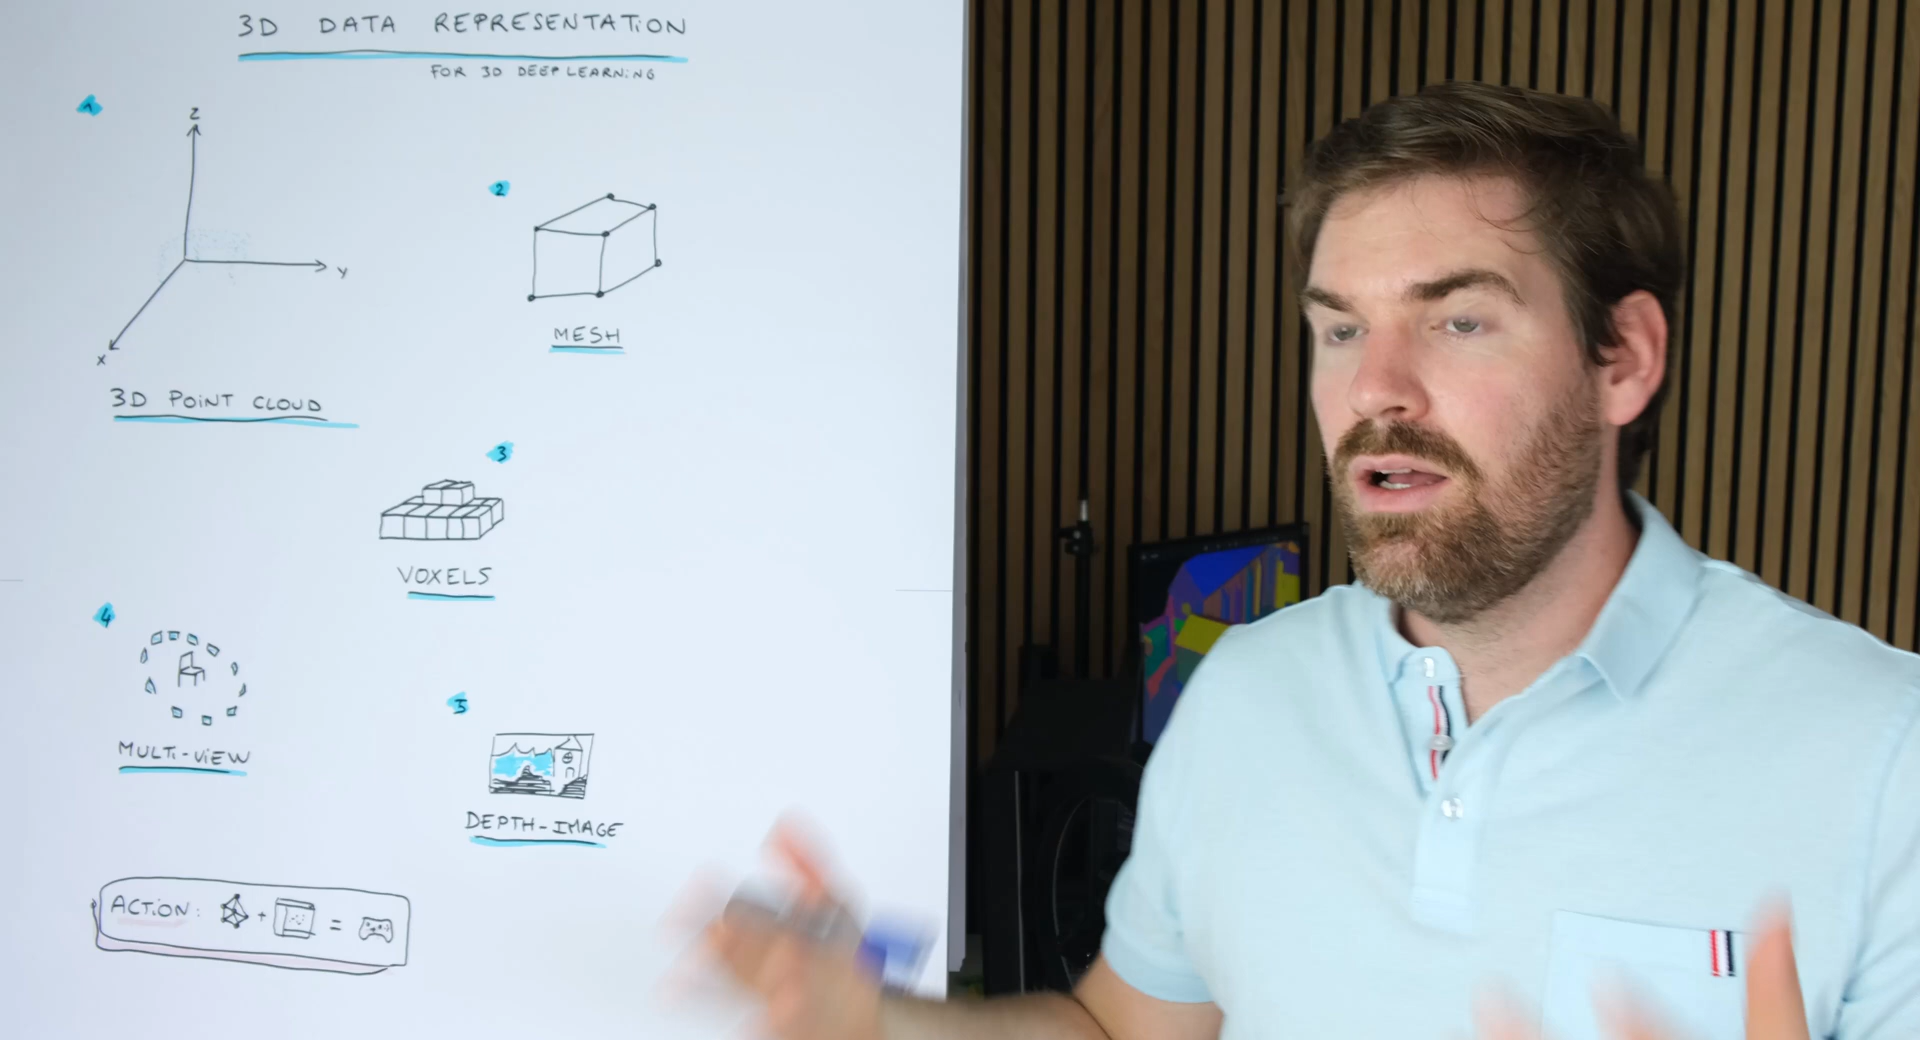 3D DATA REPRESENTATION
FOR 3D DEEP LEARNING
1
Z
Y
X
3D POINT CLOUD
2
MESH
3
VOXELS
4
MULTI-VIEW
5
DEPTH-IMAGE
ACTION: + =